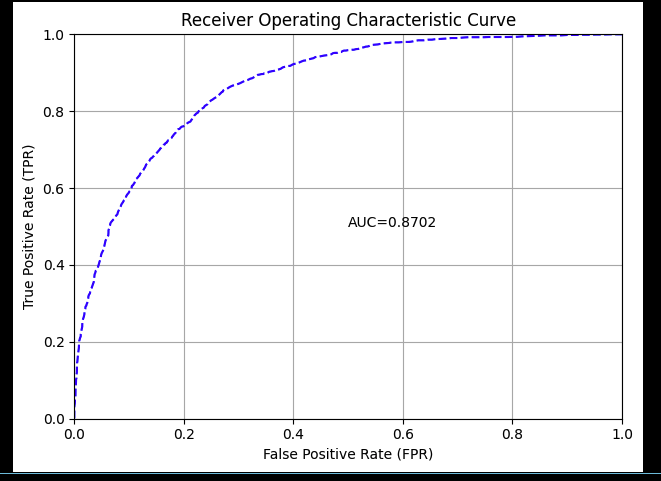 Receiver Operating Characteristic Curve
1.0
0.8
0.6
0.4
0.2
0.0
True Positive Rate (TPR)
AUC=0.8702
0.0 0.2 0.4 0.6 0.8 1.0
False Positive Rate (FPR)